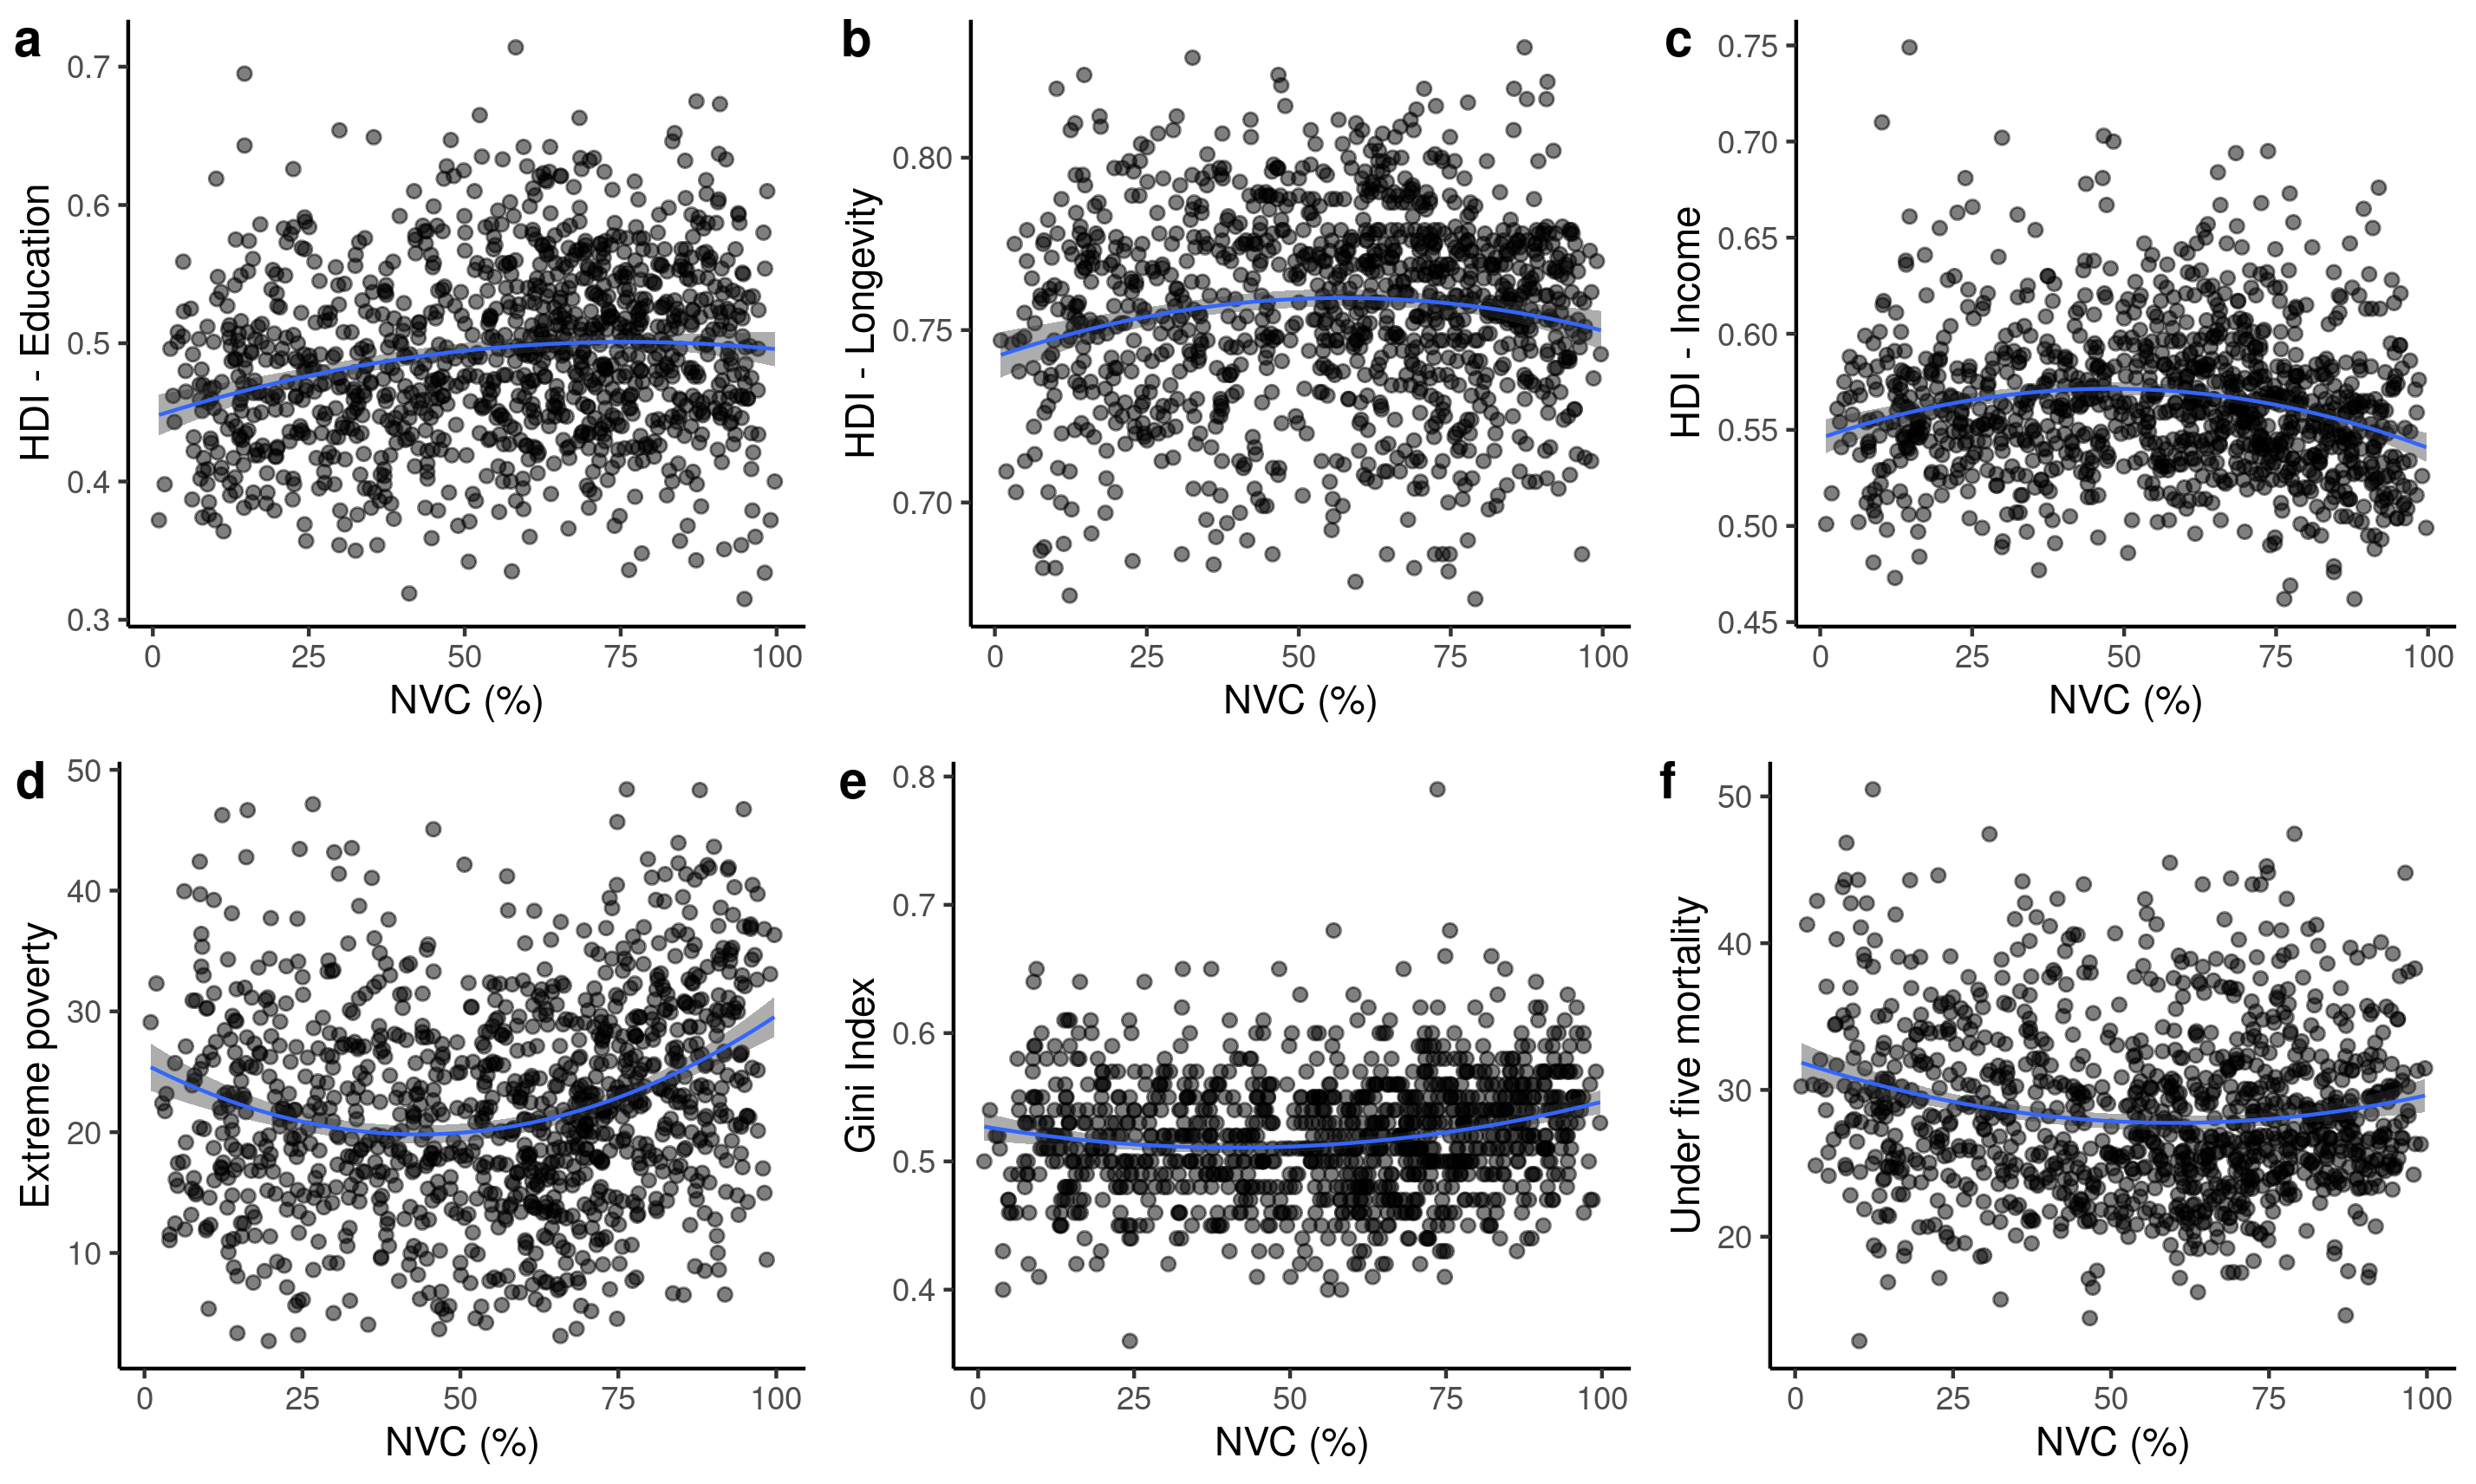 a
HDI - Education
0.7
0.6
0.5
0.4
0.3
0 25 50 75 100
NVC (%)
b
HDI - Longevity
0.80
0.75
0.70
0 25 50 75 100
NVC (%)
c
HDI - Income
0.75
0.70
0.65
0.60
0.55
0.50
0.45
0 25 50 75 100
NVC (%)
d
Extreme poverty
50
40
30
20
10
0 25 50 75 100
NVC (%)
e
Gini Index
0.8
0.7
0.6
0.5
0.4
0 25 50 75 100
NVC (%)
f
Under five mortality
50
40
30
20
0 25 50 75 100
NVC (%)